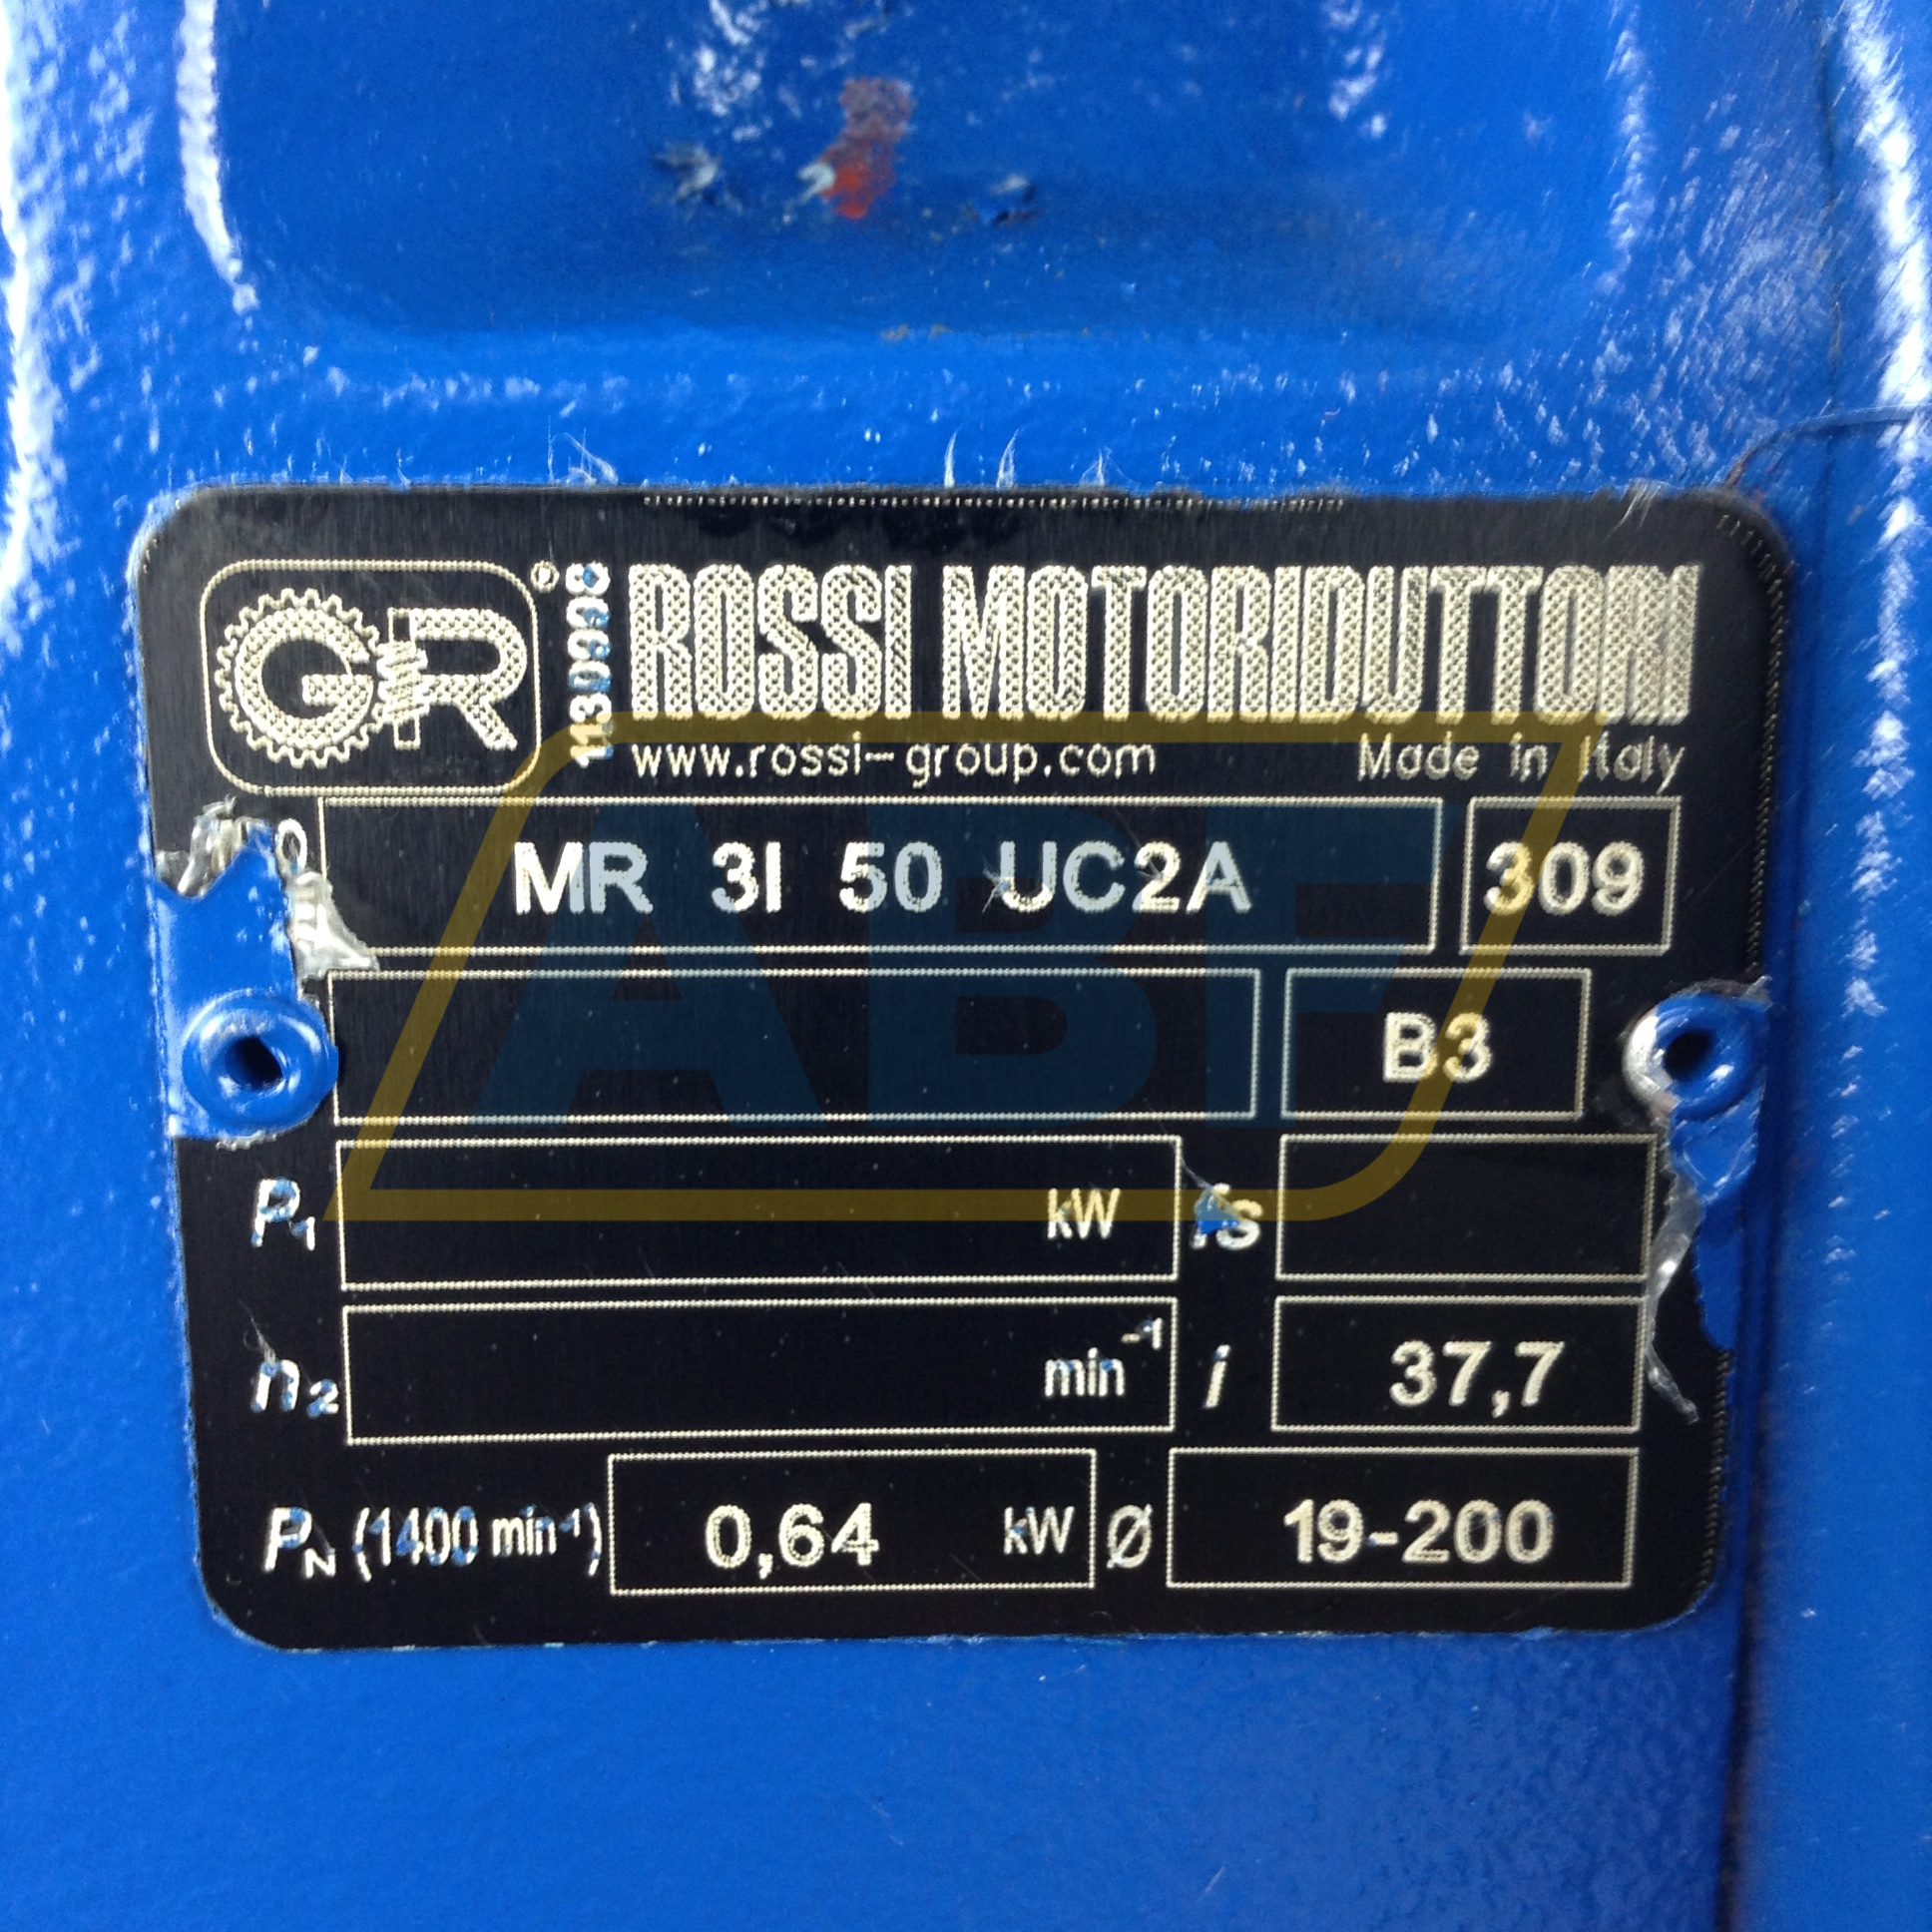 GR®
ROSSI MOTORIDUTTORI
www.rossi-group.com Made in Italy
MR 3I 50 UC2A 309
B3
P1 kW fs
n2 min-1 i 37,7
PN (1400 min-1) 0,64 kW Ø 19-200
ABF